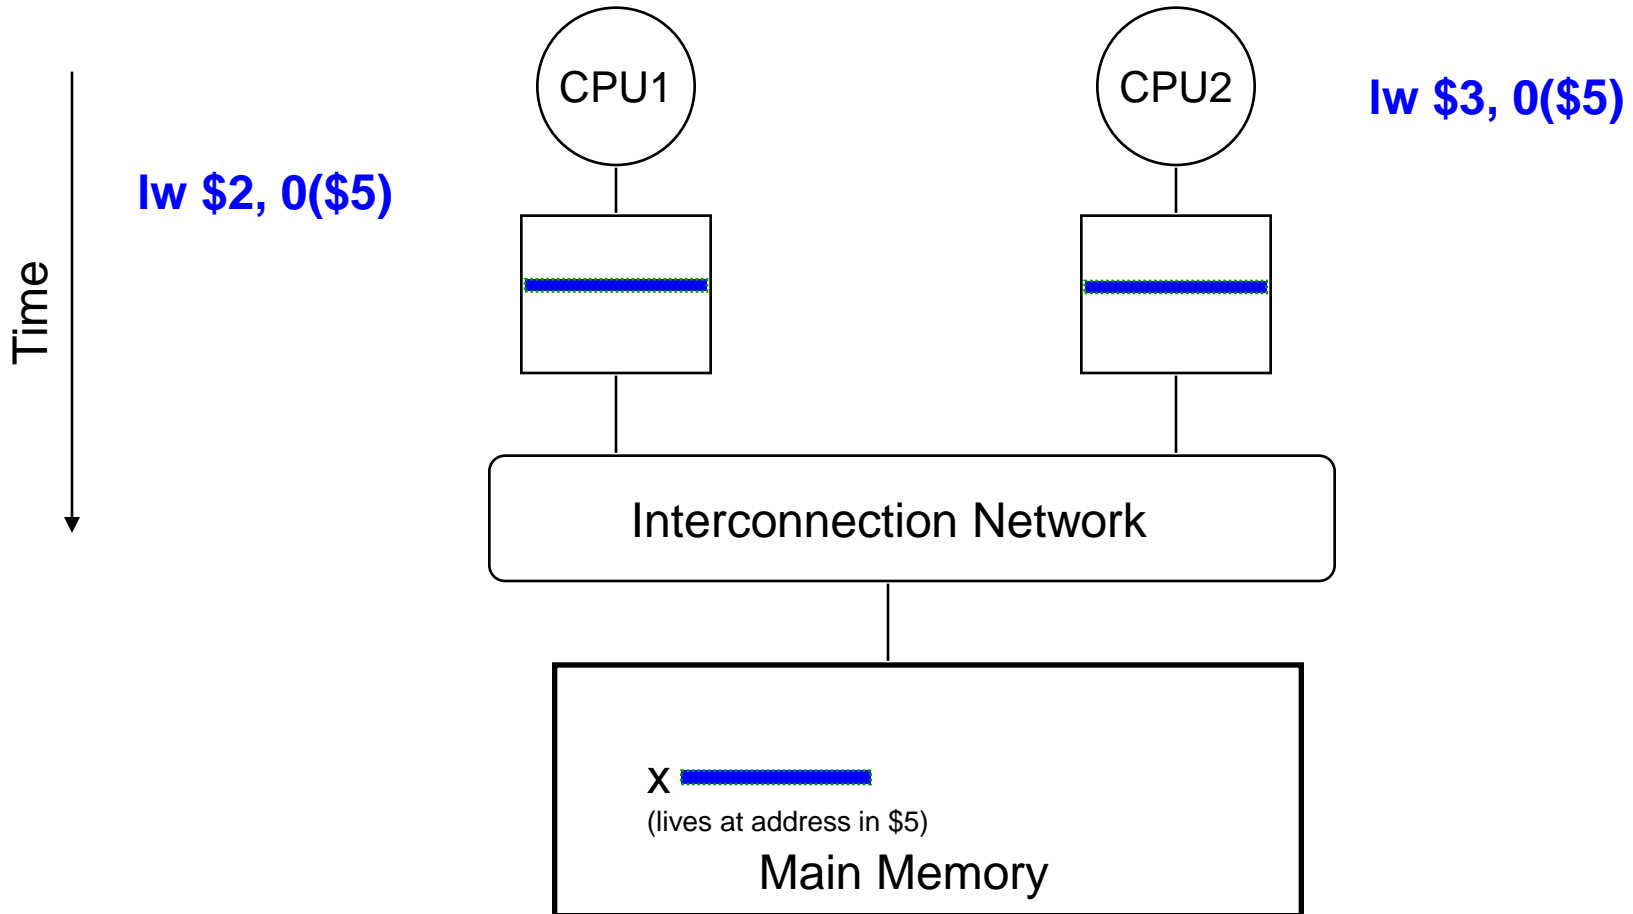 CPU1
CPU2
lw $3, 0($5)
lw $2, 0($5)
Time
Interconnection Network
x
(lives at address in $5)
Main Memory